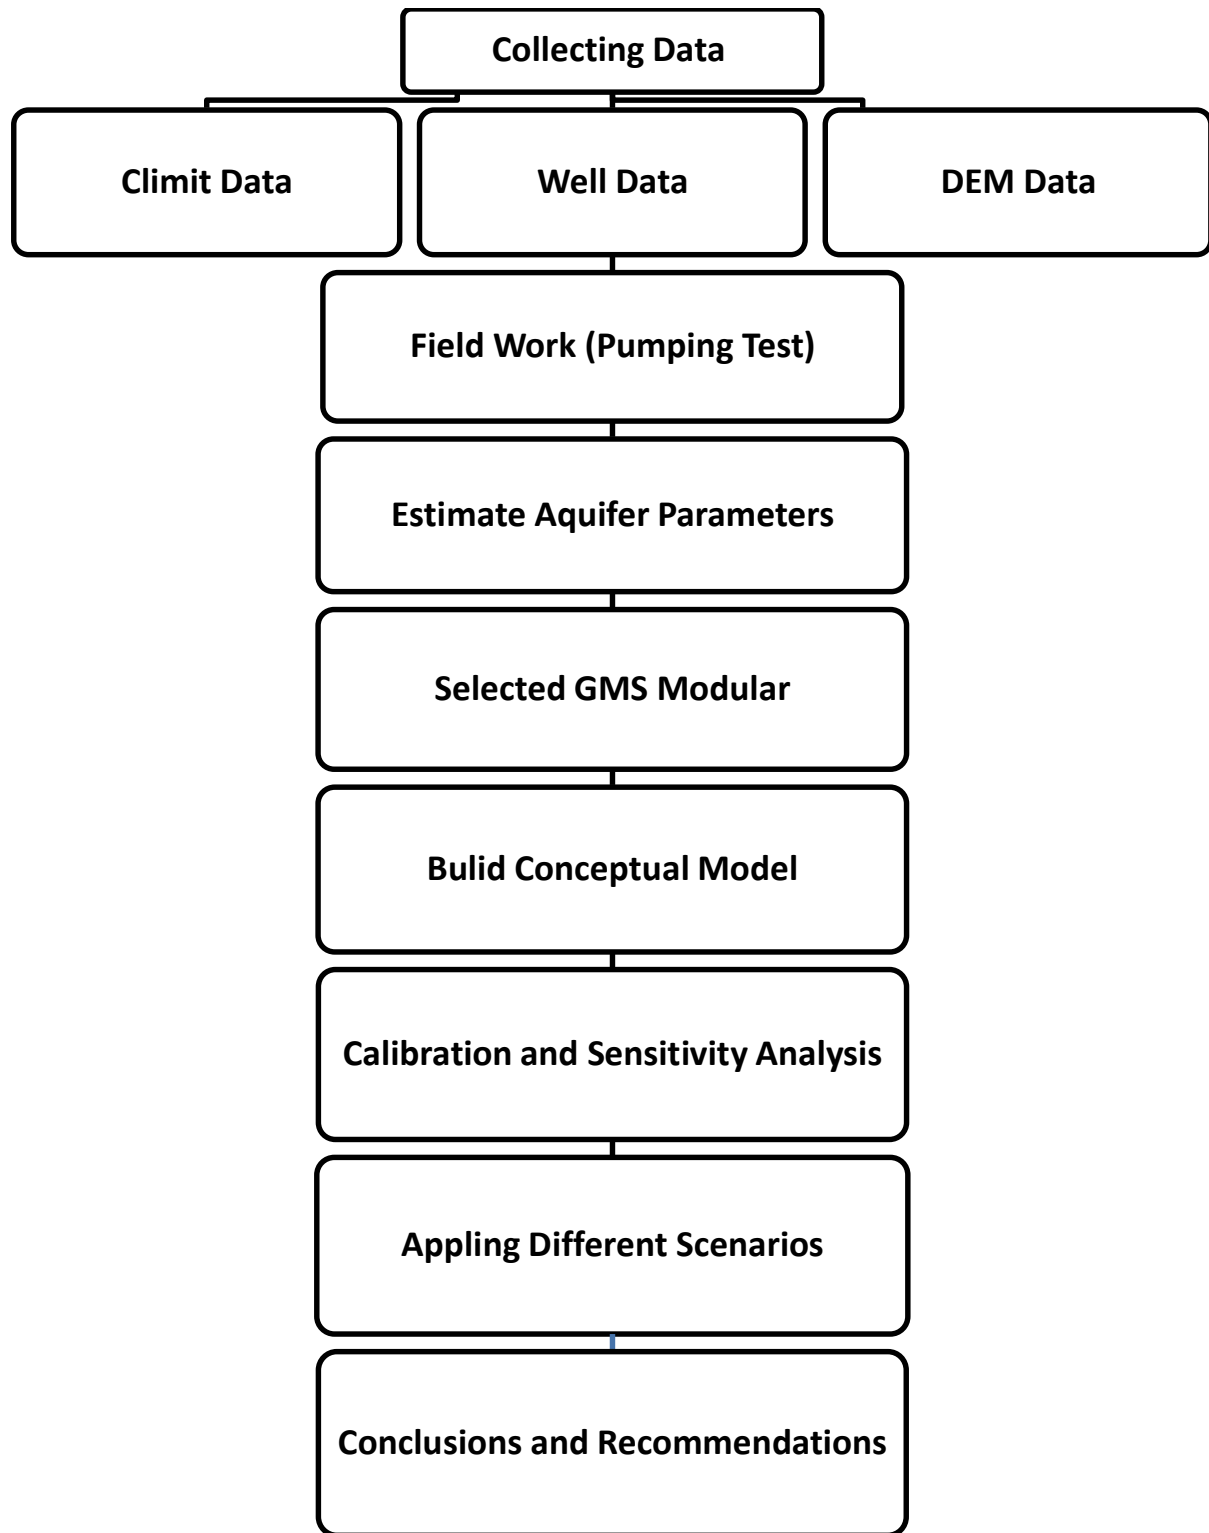 Collecting Data
Climit Data
Well Data
DEM Data
Field Work (Pumping Test)
Estimate Aquifer Parameters
Selected GMS Modular
Bulid Conceptual Model
Calibration and Sensitivity Analysis
Appling Different Scenarios
Conclusions and Recommendations